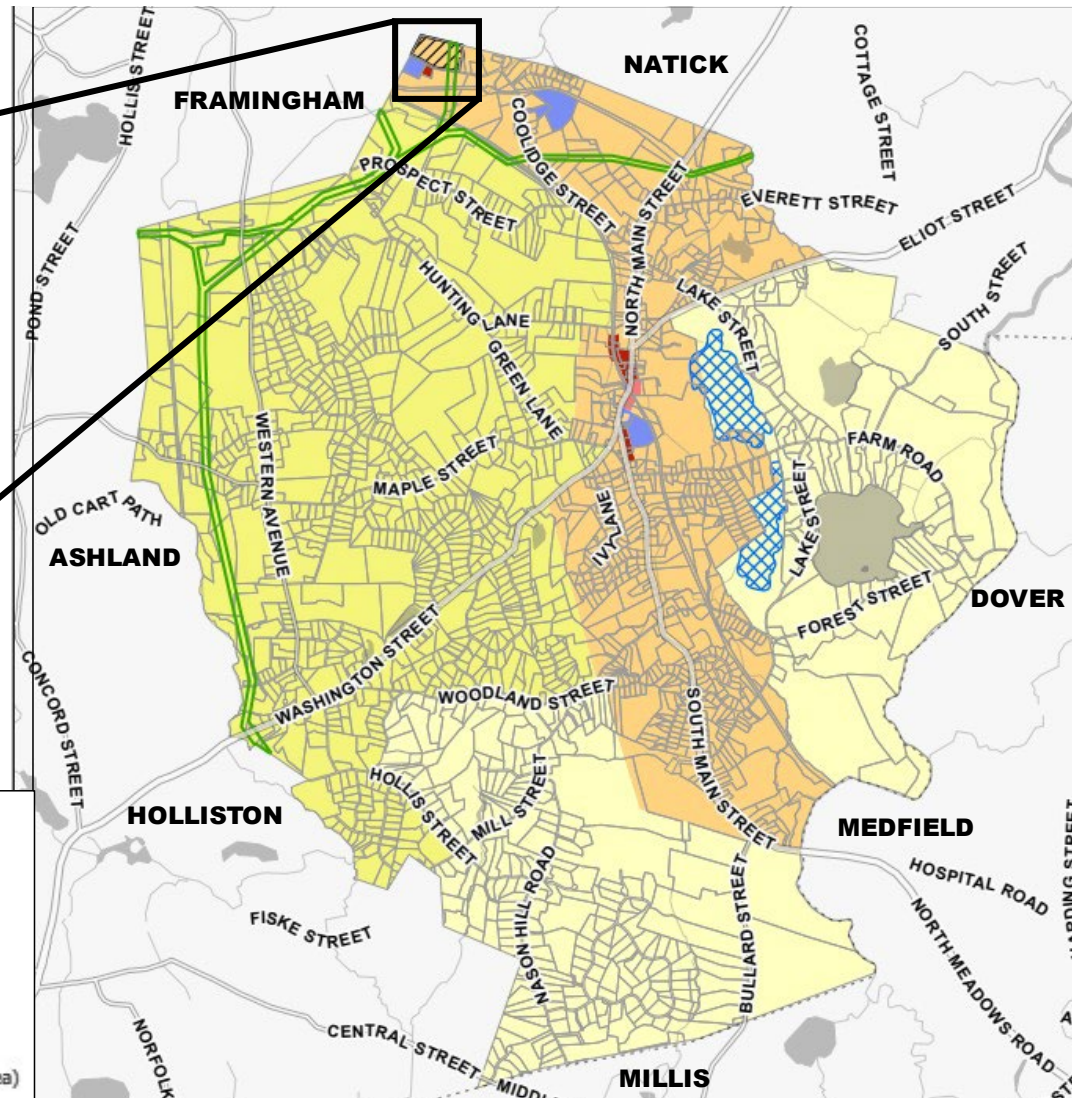 HOLLIS STREET
FRAMINGHAM
NATICK
COTTAGE STREET
COOLIDGE STREET
PROSPECT STREET
NORTH MAIN STREET
EVERETT STREET
ELIOT STREET
POND STREET
HUNTING LANE
GREEN LANE
LAKE STREET
SOUTH STREET
WESTERN AVENUE
MAPLE STREET
FARM ROAD
OLD CART PATH
ASHLAND
LANE
LAKE STREET
FOREST STREET
DOVER
CONCORD STREET
WASHINGTON STREET
WOODLAND STREET
SOUTH MAIN STREET
HOLLISTON
HOLLIS STREET
MILL STREET
MEDFIELD
HOSPITAL ROAD
FISKE STREET
NASON HILL ROAD
BULLARD STREET
NORTH MEADOWS ROAD
NORFOLK
CENTRAL STREET
MILLIS